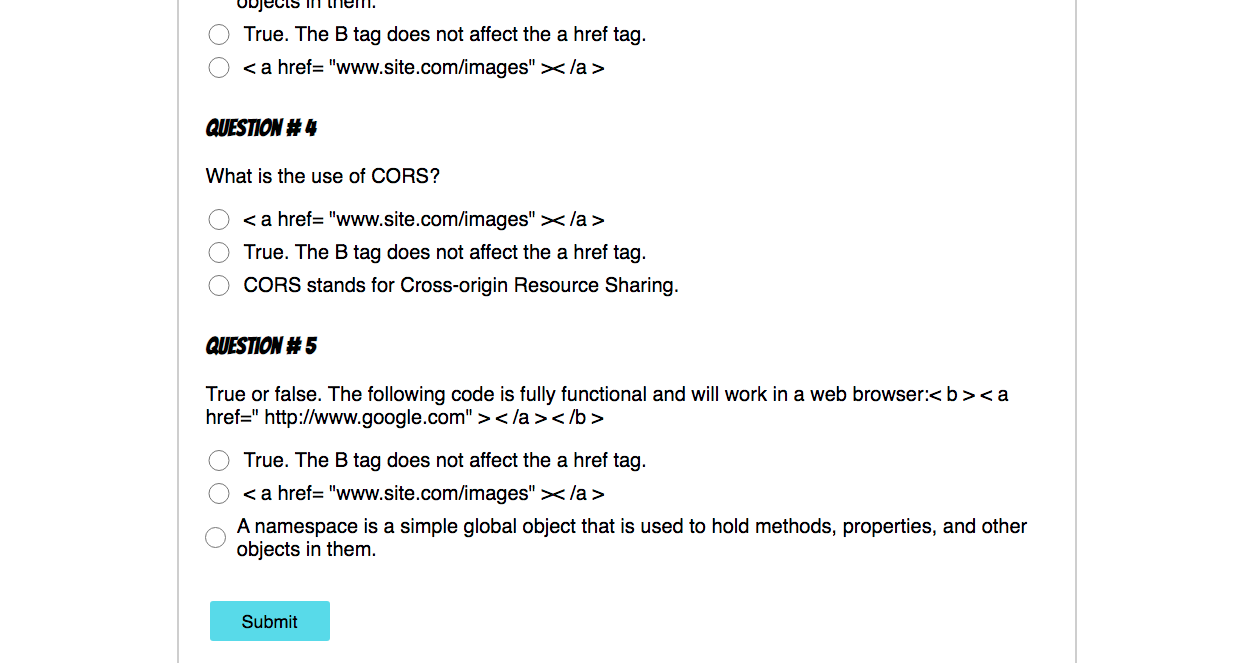 objects in them.
True. The B tag does not affect the a href tag.
< a href= "www.site.com/images" >< /a >
QUESTION # 4
What is the use of CORS?
< a href= "www.site.com/images" >< /a >
True. The B tag does not affect the a href tag.
CORS stands for Cross-origin Resource Sharing.
QUESTION # 5
True or false. The following code is fully functional and will work in a web browser:< b > < a
href=" http://www.google.com" > < /a > < /b >
True. The B tag does not affect the a href tag.
< a href= "www.site.com/images" >< /a >
A namespace is a simple global object that is used to hold methods, properties, and other
objects in them.
Submit